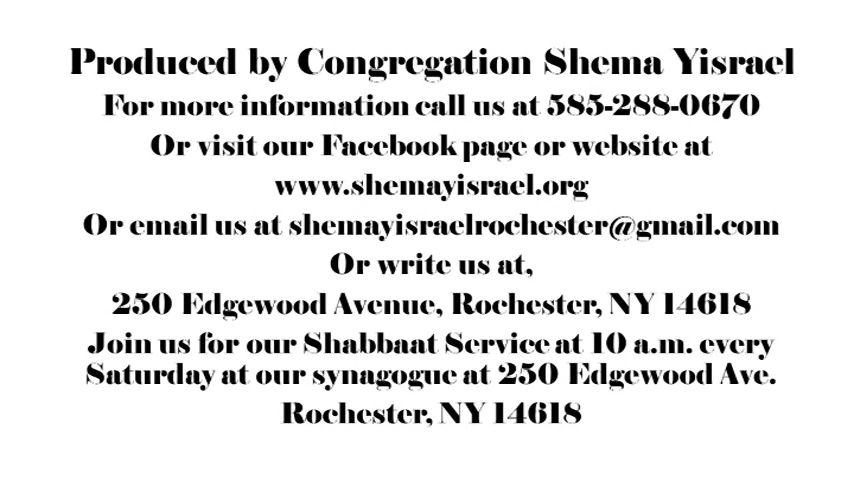 Produced by Congregation Shema Yisrael
For more information call us at 585-288-0670
Or visit our Facebook page or website at
www.shemayisrael.org
Or email us at shemayisraelrochester@gmail.com
Or write us at,
250 Edgewood Avenue, Rochester, NY 14618
Join us for our Shabbaat Service at 10 a.m. every
Saturday at our synagogue at 250 Edgewood Ave.
Rochester, NY 14618